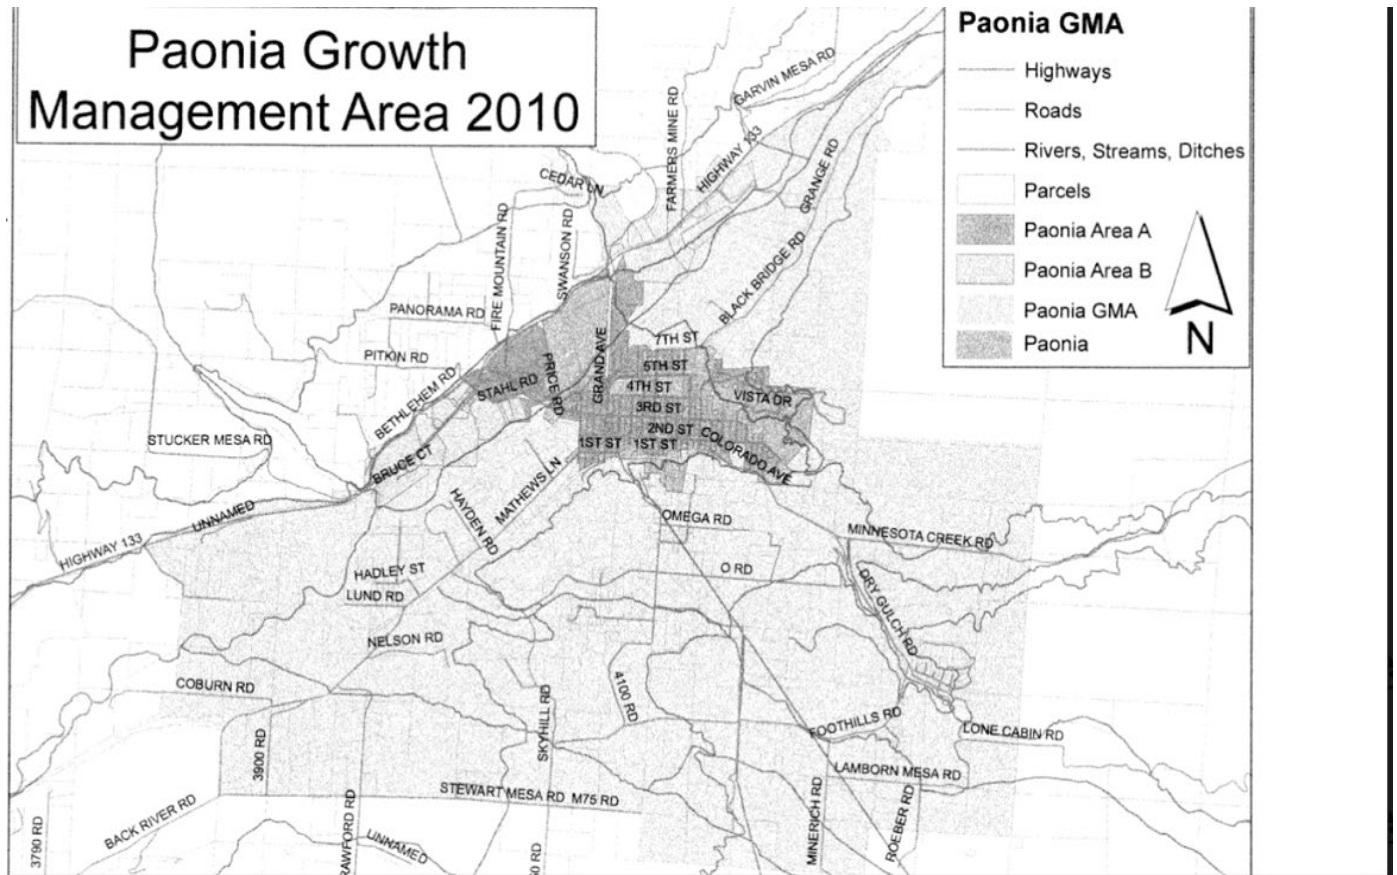 Paonia Growth
Management Area 2010
Paonia GMA
Highways
Roads
Rivers, Streams, Ditches
Parcels
Paonia Area A
Paonia Area B
Paonia GMA
Paonia
N
GARVIN MESA RD
FARMERS MINE RD
HIGHWAY 133
GRANGE RD
CEDAR LN
FIRE MOUNTAIN RD
SWANSON RD
BLACK BRIDGE RD
PANORAMA RD
PITKIN RD
7TH ST
5TH ST
4TH ST
3RD ST
2ND ST
1ST ST
1ST ST
GRAND AVE
PRICE RD
STAHL RD
VISTA DR
COLORADO AVE
BETHLEHEM RD
BRUCE CT
STUCKER MESA RD
UNNAMED
HIGHWAY 133
MATHEWS LN
HAYDEN RD
OMEGA RD
MINNESOTA CREEK RD
HADLEY ST
LUND RD
O RD
DRY GULCH RD
NELSON RD
COBURN RD
4100 RD
SKYHILL RD
FOOTHILLS RD
LONE CABIN RD
3900 RD
LAMBORN MESA RD
STEWART MESA RD M75 RD
BACK RIVER RD
MINERICH RD
ROEBER RD
3790 RD
RAWFORD RD
UNNAMED
50 RD